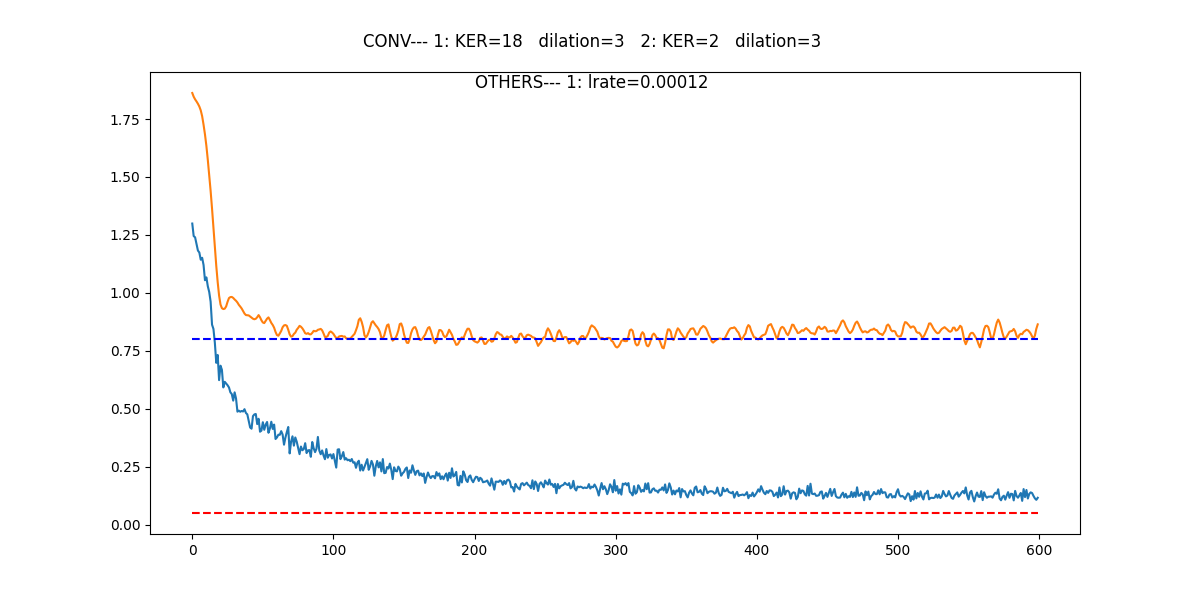 CONV--- 1: KER=18   dilation=3   2: KER=2   dilation=3
OTHERS--- 1: lrate=0.00012
1.75
1.50
1.25
1.00
0.75
0.50
0.25
0.00
0 100 200 300 400 500 600